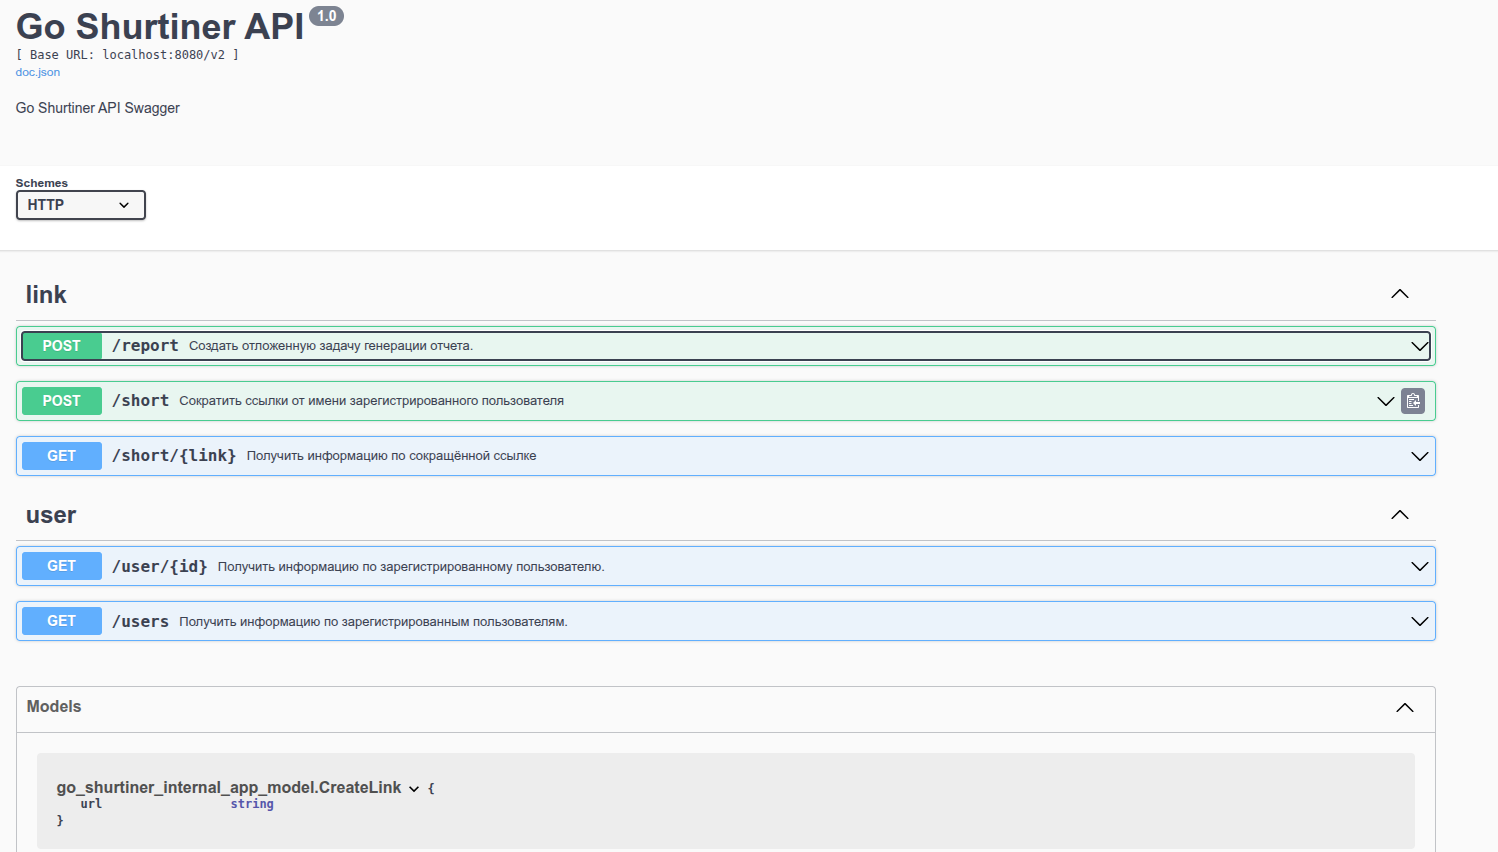 Go Shurtiner API 1.0
[ Base URL: localhost:8080/v2 ]
doc.json
Go Shurtiner API Swagger
Schemes
HTTP
link
POST /report Создать отложенную задачу генерации отчета.
POST /short Сократить ссылки от имени зарегистрированного пользователя
GET /short/{link} Получить информацию по сокращённой ссылке
user
GET /user/{id} Получить информацию по зарегистрированному пользователю.
GET /users Получить информацию по зарегистрированным пользователям.
Models
go_shurtiner_internal_app_model.CreateLink {
url string
}